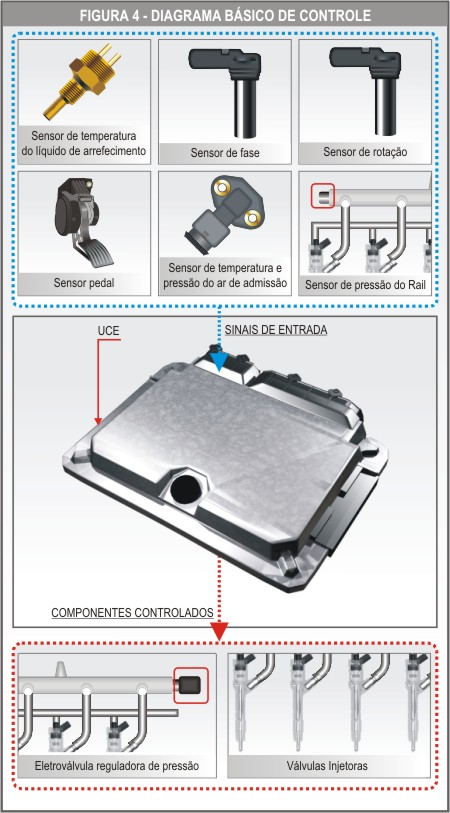 FIGURA 4 - DIAGRAMA BÁSICO DE CONTROLE
Sensor de temperatura
do líquido de arrefecimento
Sensor de fase
Sensor de rotação
Sensor pedal
Sensor de temperatura e
pressão do ar de admissão
Sensor de pressão do Rail
UCE
SINAIS DE ENTRADA
COMPONENTES CONTROLADOS
Eletroválvula reguladora de pressão
Válvulas Injetoras